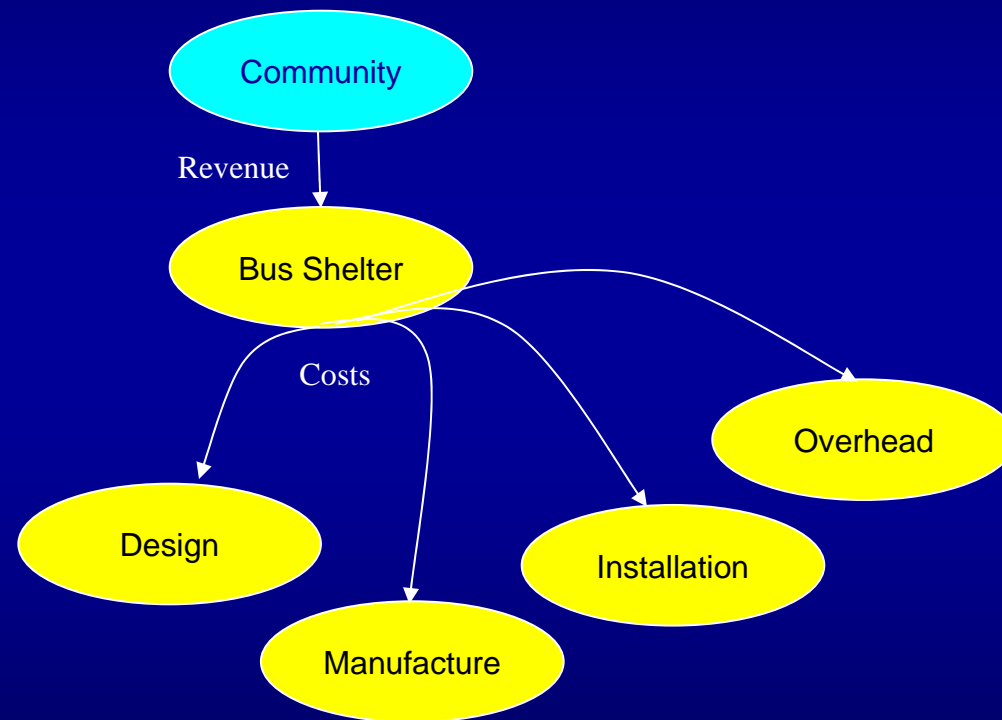 Community
Revenue
Bus Shelter
Costs
Overhead
Design
Installation
Manufacture